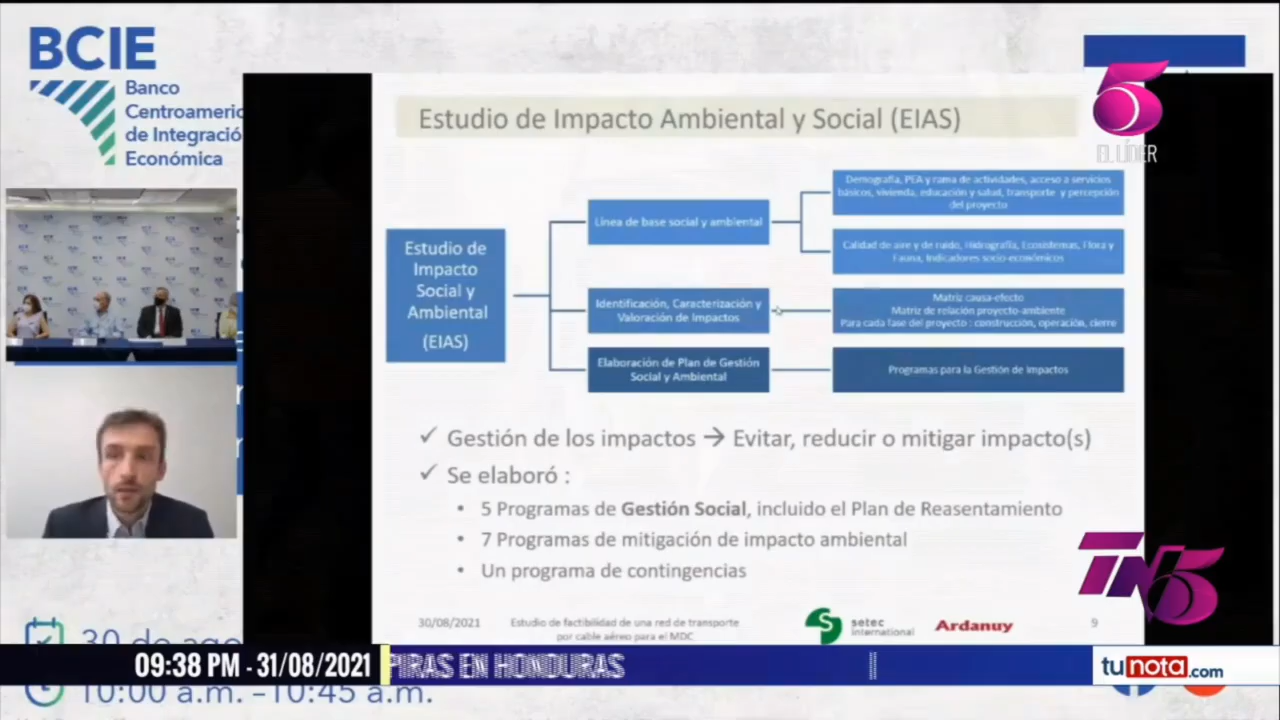 BCIE
Banco
Centroameric
de Integració
Económica
5
EL LÍDER
Estudio de Impacto Ambiental y Social (EIAS)
Estudio de
Impacto
Social y
Ambiental
(EIAS)
Línea de base social y ambiental
Demografía, PEA y rama de actividades, acceso a servicios
básicos, vivienda, educación y salud, transporte y percepción
del proyecto
Calidad de aire y de ruido, Hidrografía, Ecosistemas, Flora y
Fauna, Indicadores socio-económicos
Identificación, Caracterización y
Valoración de Impactos
Matriz causa-efecto
Matriz de relación proyecto-ambiente
Para cada fase del proyecto : construcción, operación, cierre
Elaboración de Plan de Gestión
Social y Ambiental
Programas para la Gestión de Impactos
✓ Gestión de los impactos → Evitar, reducir o mitigar impacto(s)
✓ Se elaboró :
• 5 Programas de Gestión Social, incluido el Plan de Reasentamiento
• 7 Programas de mitigación de impacto ambiental
• Un programa de contingencias
30/08/2021
Estudio de factibilidad de una red de transporte
por cable aéreo para el MDC
setec
international
Ardanuy
9
TN5
30 de ago
09:38 PM - 31/08/2021
PIRAS EN HONDURAS
tunota.com
10:00 a.m. -10:45 a.m.